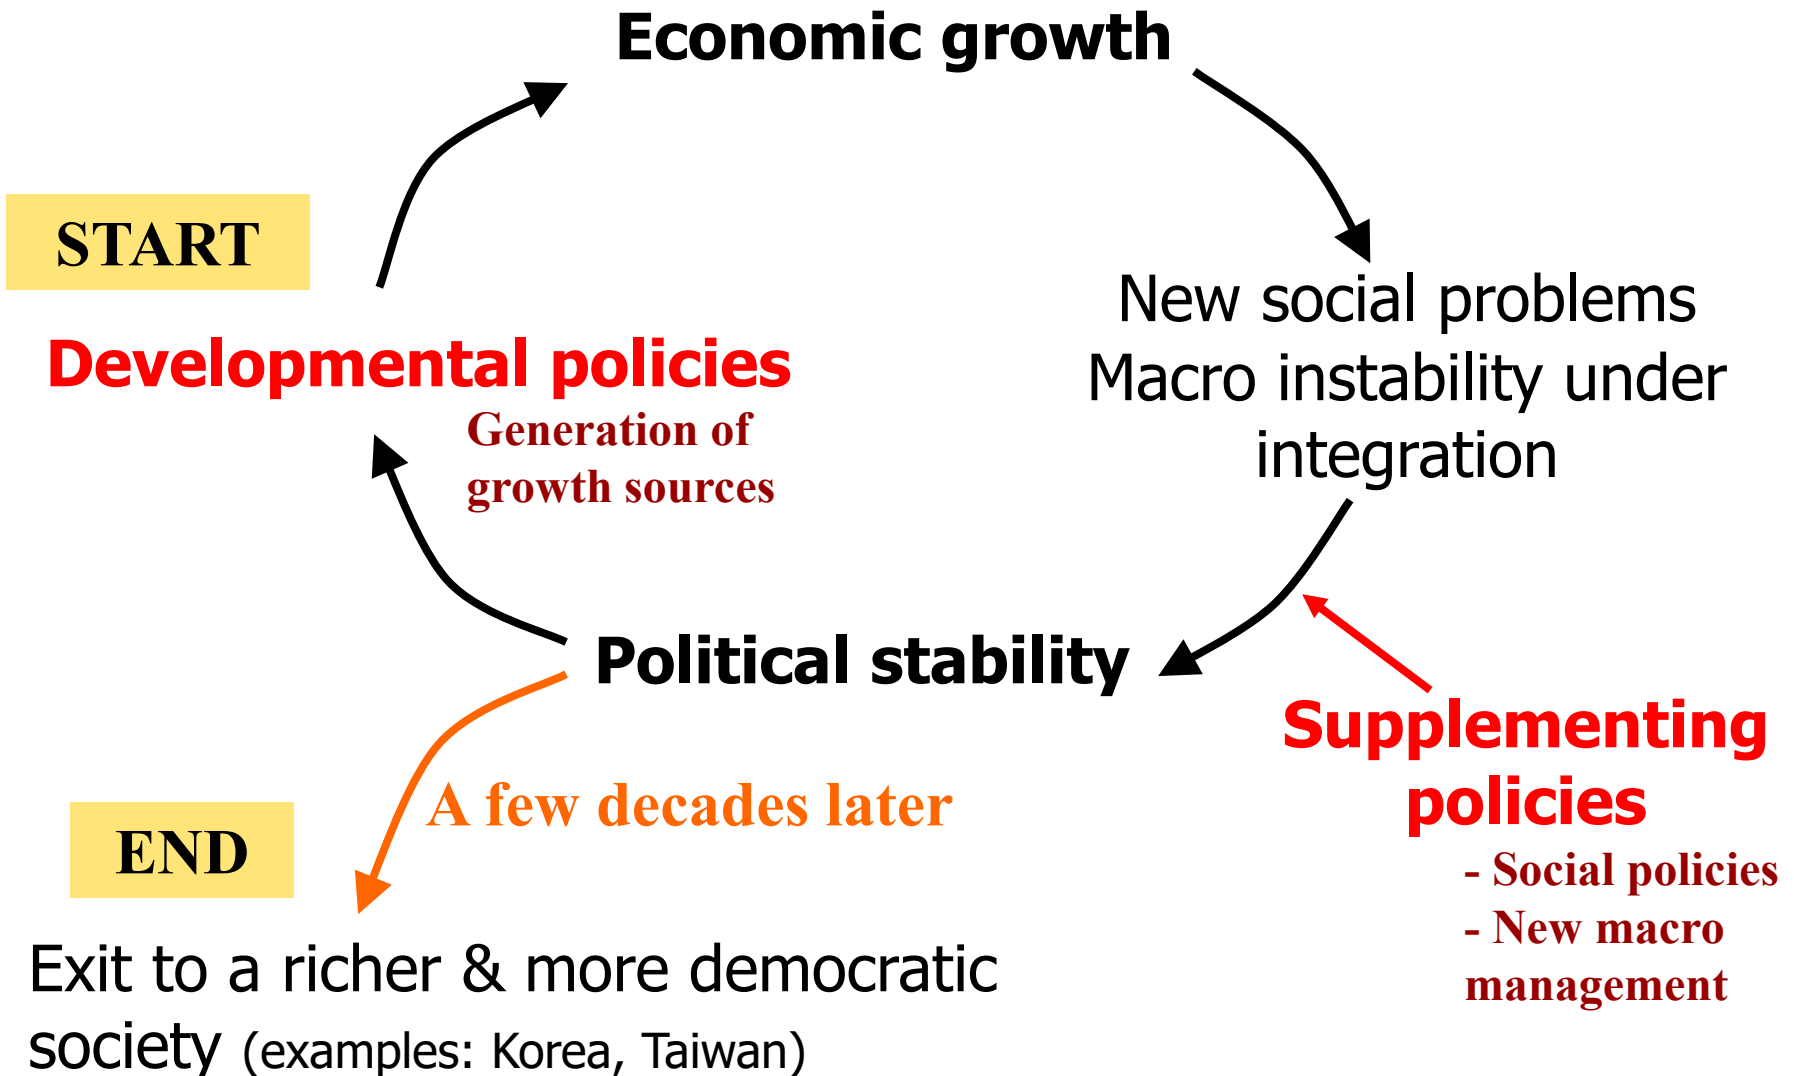 Economic growth
START
New social problems
Macro instability under
integration
Developmental policies
Generation of
growth sources
Political stability
Supplementing
policies
- Social policies
- New macro
management
A few decades later
END
Exit to a richer & more democratic
society (examples: Korea, Taiwan)